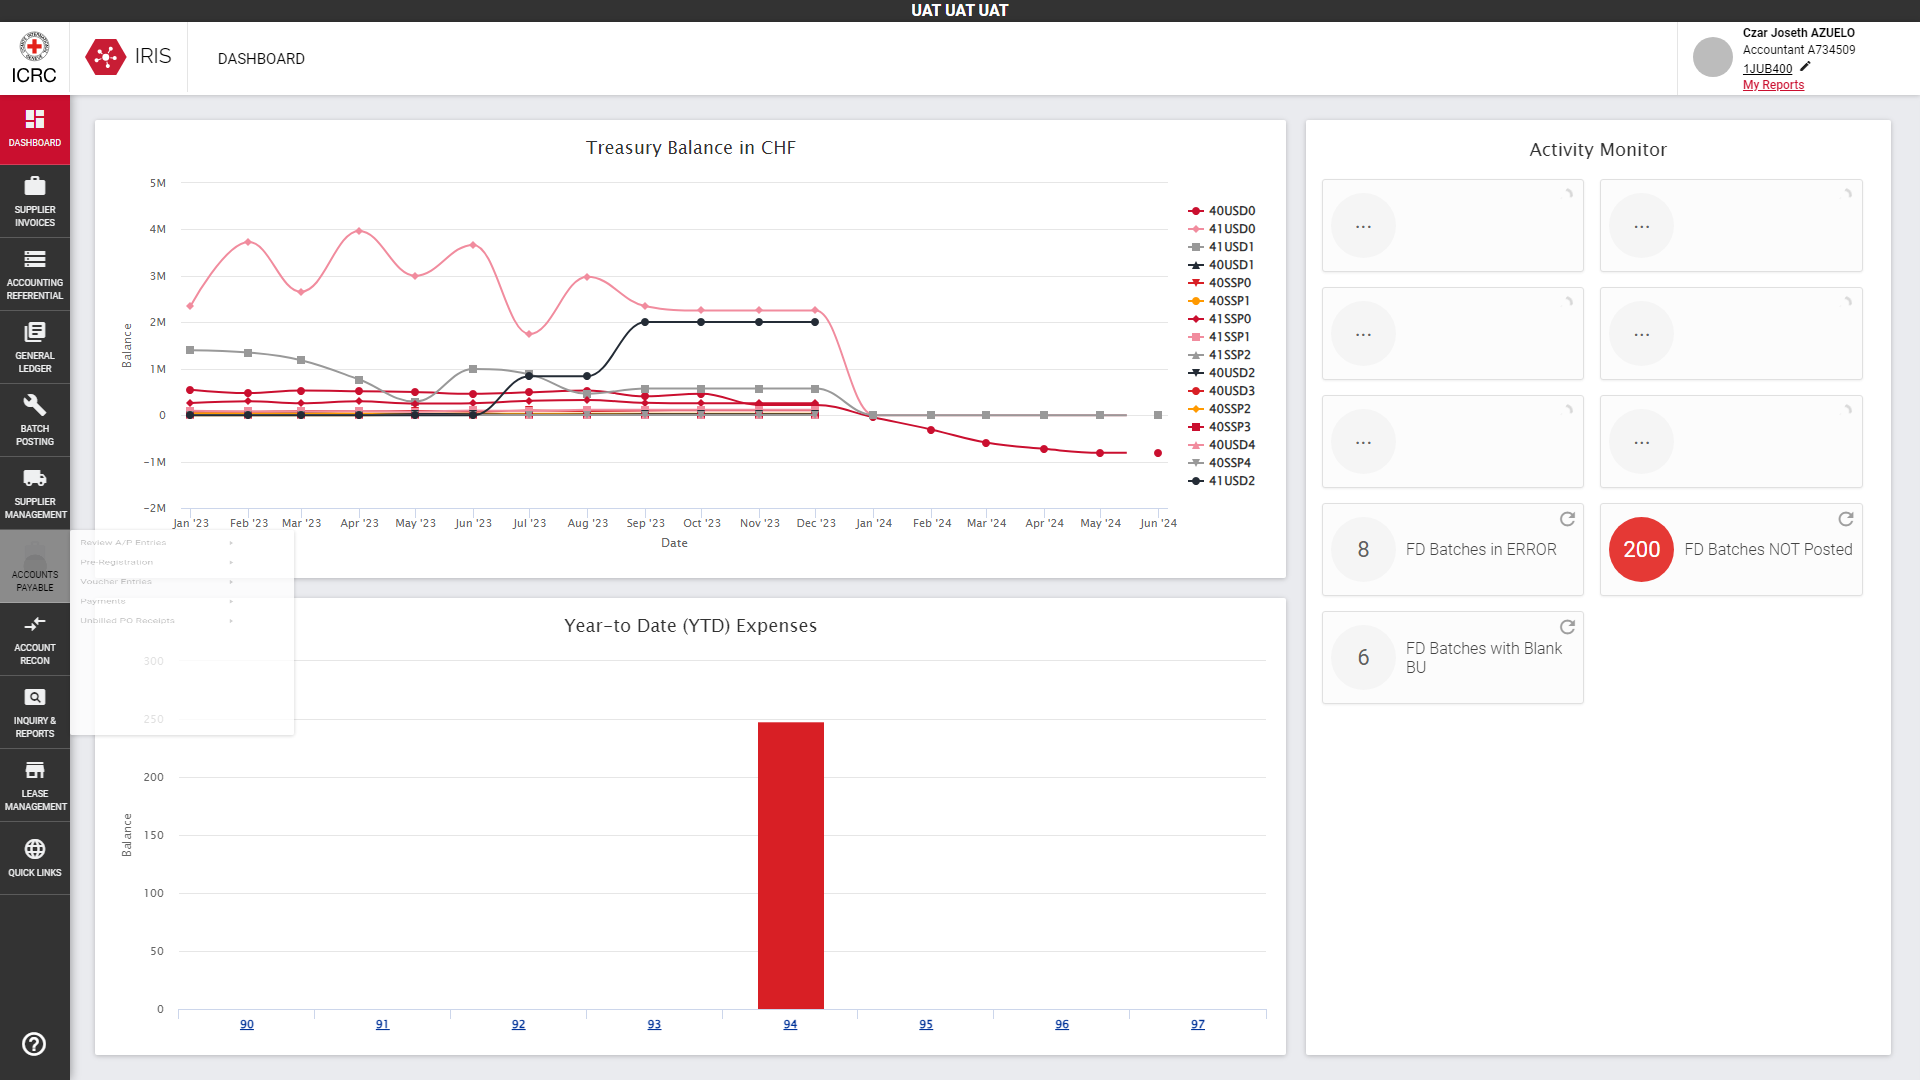 UAT UAT UAT
ICRC
IRIS
DASHBOARD
Czar Joseth AZUELO
Accountant A734509
1JUB400
My Reports
DASHBOARD
SUPPLIER
INVOICES
ACCOUNTING
REFERENTIAL
GENERAL
LEDGER
BATCH
POSTING
SUPPLIER
MANAGEMENT
ACCOUNTS
PAYABLE
ACCOUNT
RECON
INQUIRY &
REPORTS
LEASE
MANAGEMENT
QUICK LINKS
Review A/P Entries
Pre-Registration
Voucher Entries
Payments
Unbilled PO Receipts
Treasury Balance in CHF
5M
4M
3M
2M
1M
0
-1M
-2M
Balance
Jan '23 Feb '23 Mar '23 Apr '23 May '23 Jun '23 Jul '23 Aug '23 Sep '23 Oct '23 Nov '23 Dec '23 Jan '24 Feb '24 Mar '24 Apr '24 May '24 Jun '24
Date
40USD0
41USD0
41USD1
40USD1
40SSP0
40SSP1
41SSP0
41SSP1
41SSP2
40USD2
40USD3
40SSP2
40SSP3
40USD4
40SSP4
41USD2
Year-to Date (YTD) Expenses
300
250
200
150
100
50
0
Balance
90 91 92 93 94 95 96 97
Activity Monitor
... ...
... ...
... ...
8 FD Batches in ERROR
200 FD Batches NOT Posted
6 FD Batches with Blank
BU